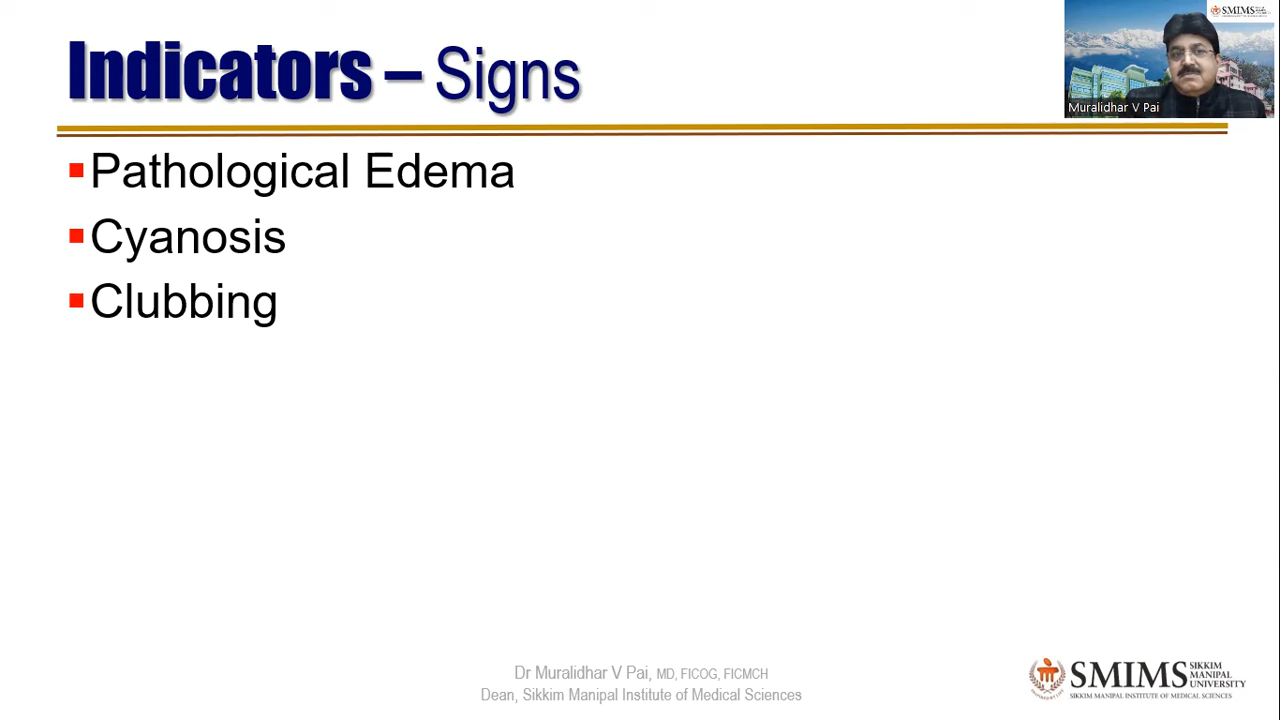 Indicators – Signs
SMIMS
Muralidhar V Pai
Pathological Edema
Cyanosis
Clubbing
Dr Muralidhar V Pai, MD, FICOG, FICMCH
Dean, Sikkim Manipal Institute of Medical Sciences
SMIMS
SIKKIM
MANIPAL
UNIVERSITY
SIKKIM MANIPAL INSTITUTE OF MEDICAL SCIENCES